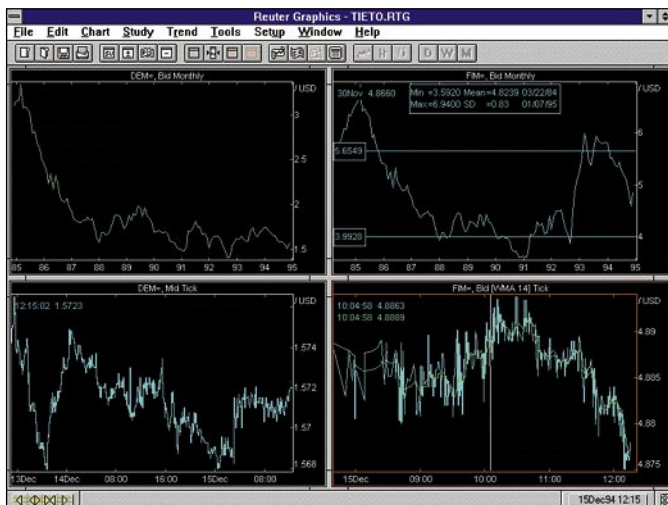 Reuter Graphics - TIETO.RTG
File Edit Chart Study Trend Tools Setup Window Help
D W M
DEM=, Bid Monthly
/USD
3
2.5
2
1.5
85 86 87 88 89 90 91 92 93 94 95
FIM=, Bid Monthly
30Nov 4.8660
Min =3.5920 Mean=4.8239 03/22/84
Max=6.9400 SD =0.83 01/07/95
/USD
6
5.6549
5
3.9928
4
85 86 87 88 89 90 91 92 93 94 95
DEM=, Mid Tick
12:15:02 1.5723
/USD
1.574
1.572
1.57
1.568
13Dec 14Dec 08:00 16:00 15Dec 08:00
FIM=, Bid [WMA 14] Tick
10:04:58 4.8863
10:04:58 4.8889
/USD
4.89
4.885
4.88
4.875
15Dec 09:00 10:00 11:00 12:00
15Dec94 12:15